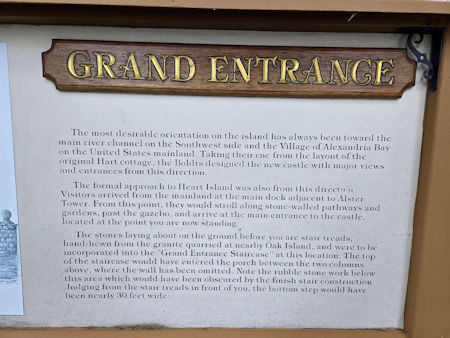 GRAND ENTRANCE
The most desirable orientation on the island has always been toward the
main river channel on the Southwest side and the Village of Alexandria Bay
on the United States mainland. Taking their cue from the layout of the
original Hart cottage, the Boldts designed the new castle with major views
and entrances from this direction.
The formal approach to Heart Island was also from this direction.
Visitors arrived from the mainland at the main dock adjacent to Alster
Tower. From this point, they would stroll along stone-walled pathways and
gardens, past the gazebo, and arrive at the main entrance to the castle,
located at the point you are now standing.
The stones laying about on the ground before you are stair treads,
hand-hewn from the granite quarried at nearby Oak Island, and were to be
incorporated into the "Grand Entrance Staircase" at this location. The top
of the staircase would have entered the porch between the two columns
above, where the wall has been omitted. Note the rubble stone work below
this area which would have been obscured by the finish stair construction.
Judging from the stair treads in front of you, the bottom step would have
been nearly 30 feet wide.